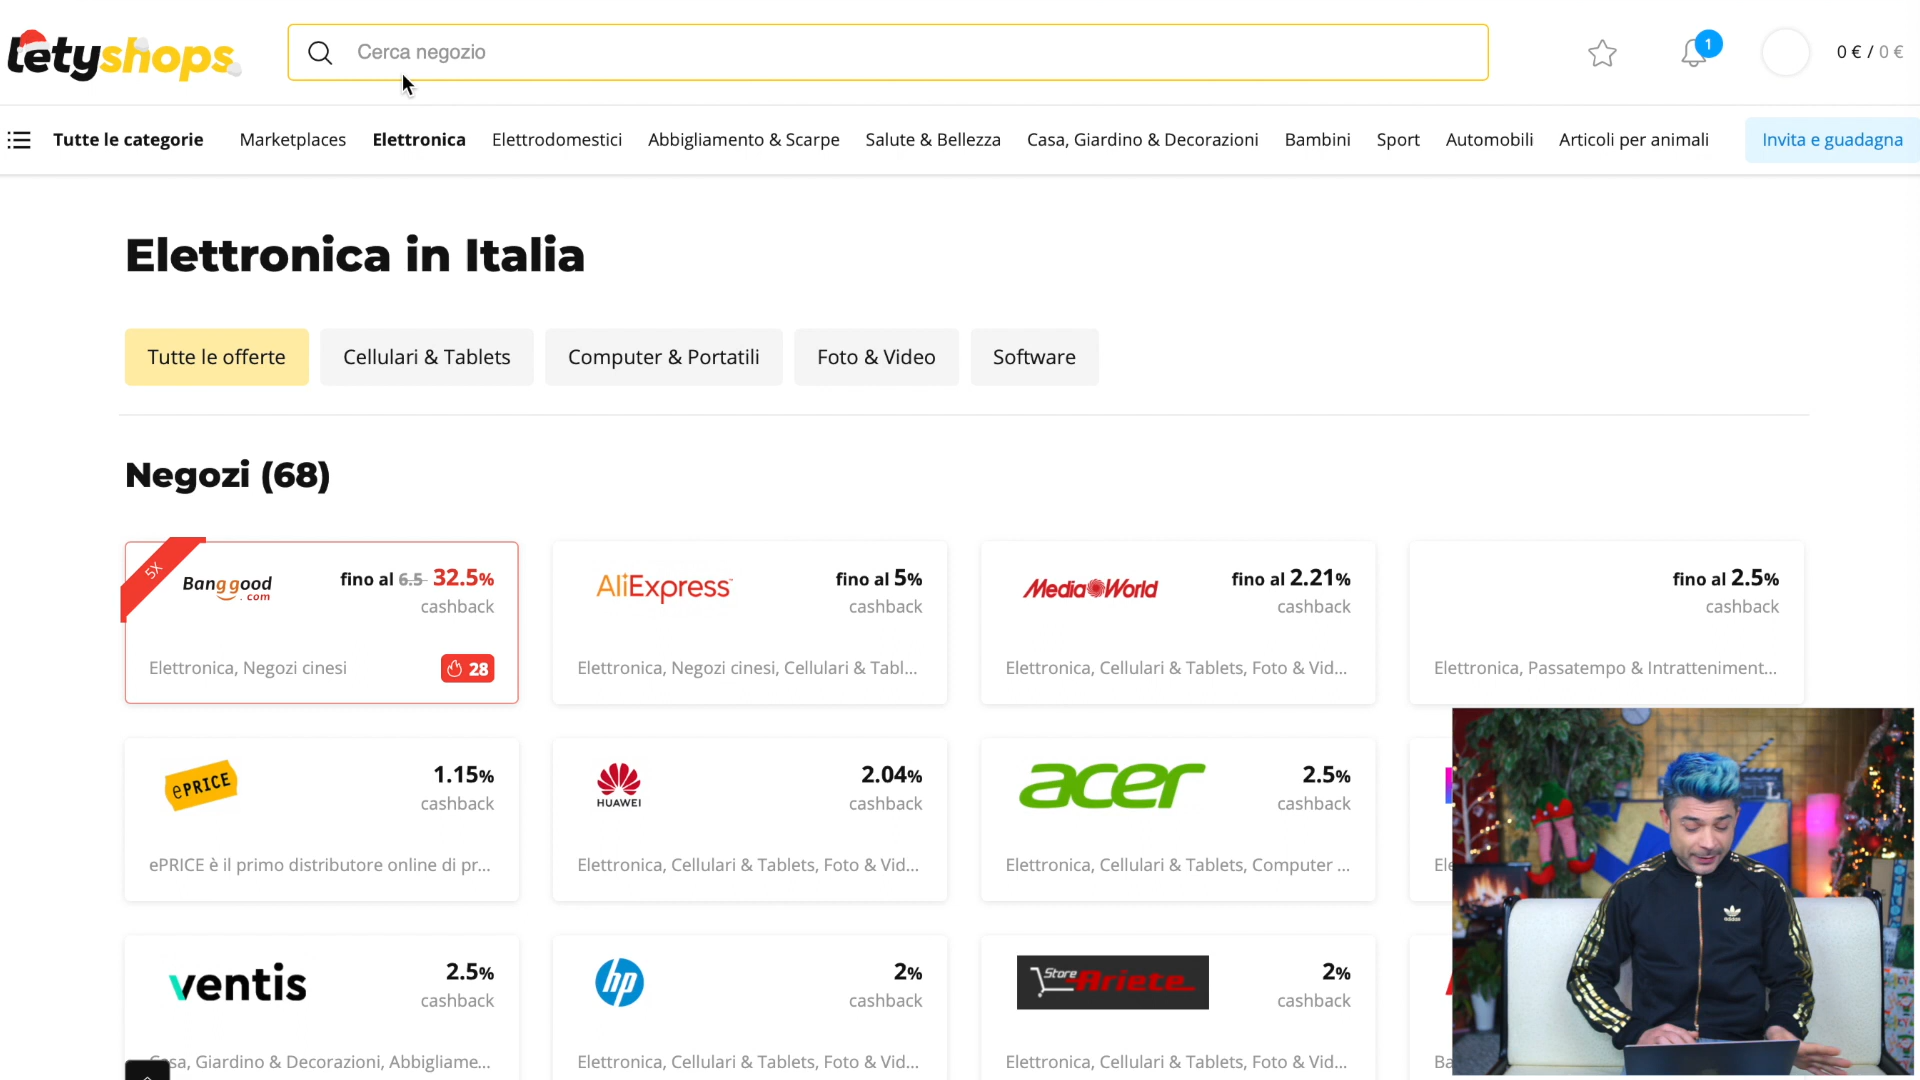 letyshops
Cerca negozio
1
0 € / 0 €
Tutte le categorie
Marketplaces
Elettronica
Elettrodomestici
Abbigliamento & Scarpe
Salute & Bellezza
Casa, Giardino & Decorazioni
Bambini
Sport
Automobili
Articoli per animali
Invita e guadagna
Elettronica in Italia
Tutte le offerte
Cellulari & Tablets
Computer & Portatili
Foto & Video
Software
Negozi (68)
5X
Banggood
.com
fino al 6.5 32.5%
cashback
Elettronica, Negozi cinesi
28
AliExpress
fino al 5%
cashback
Elettronica, Negozi cinesi, Cellulari & Tabl...
MediaWorld
fino al 2.21%
cashback
Elettronica, Cellulari & Tablets, Foto & Vid...
fino al 2.5%
cashback
Elettronica, Passatempo & Intratteniment...
ePRICE
1.15%
cashback
ePRICE è il primo distributore online di pr...
HUAWEI
2.04%
cashback
Elettronica, Cellulari & Tablets, Foto & Vid...
acer
2.5%
cashback
Elettronica, Cellulari & Tablets, Computer ...
Ele
adidas
ventis
2.5%
cashback
sa, Giardino & Decorazioni, Abbigliame...
hp
2%
cashback
Elettronica, Cellulari & Tablets, Foto & Vid...
Store
Ariete
2%
cashback
Elettronica, Cellulari & Tablets, Foto & Vid...
Ba